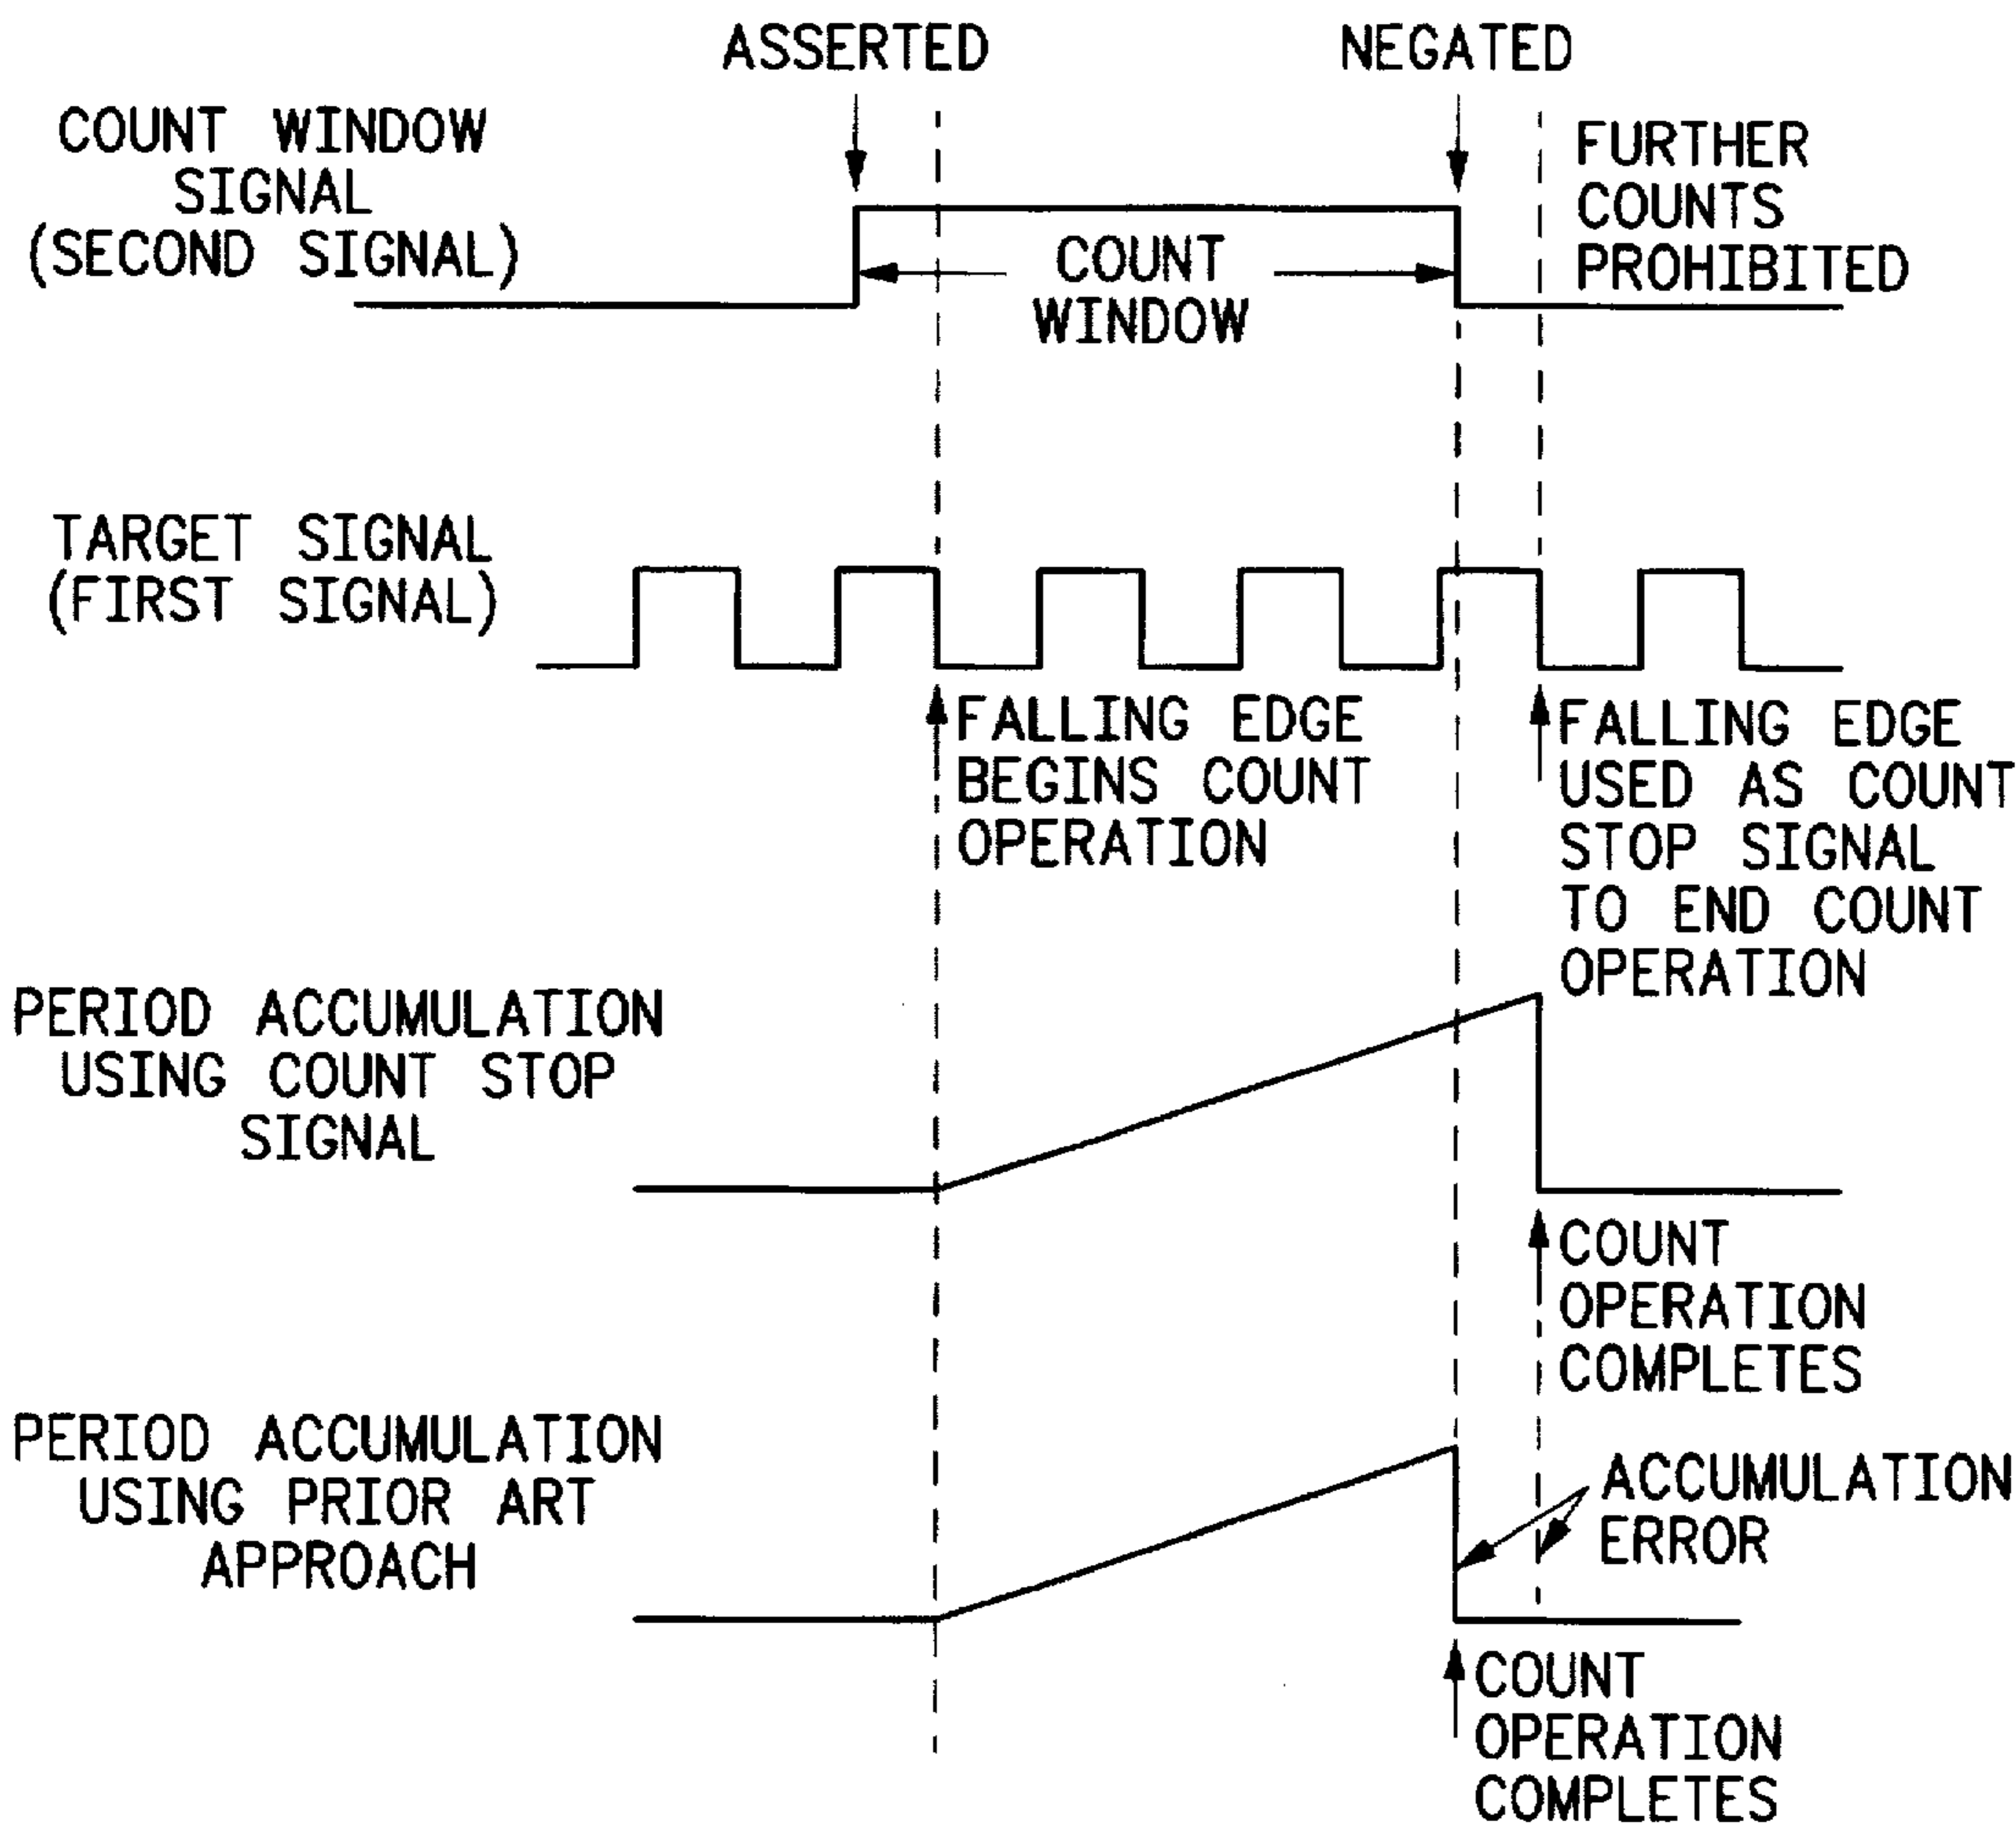 ASSERTED
NEGATED
COUNT WINDOW
SIGNAL
(SECOND SIGNAL)
COUNT
WINDOW
FURTHER
COUNTS
PROHIBITED
TARGET SIGNAL
(FIRST SIGNAL)
FALLING EDGE
BEGINS COUNT
OPERATION
FALLING EDGE
USED AS COUNT
STOP SIGNAL
TO END COUNT
OPERATION
PERIOD ACCUMULATION
USING COUNT STOP
SIGNAL
COUNT
OPERATION
COMPLETES
PERIOD ACCUMULATION
USING PRIOR ART
APPROACH
ACCUMULATION
ERROR
COUNT
OPERATION
COMPLETES